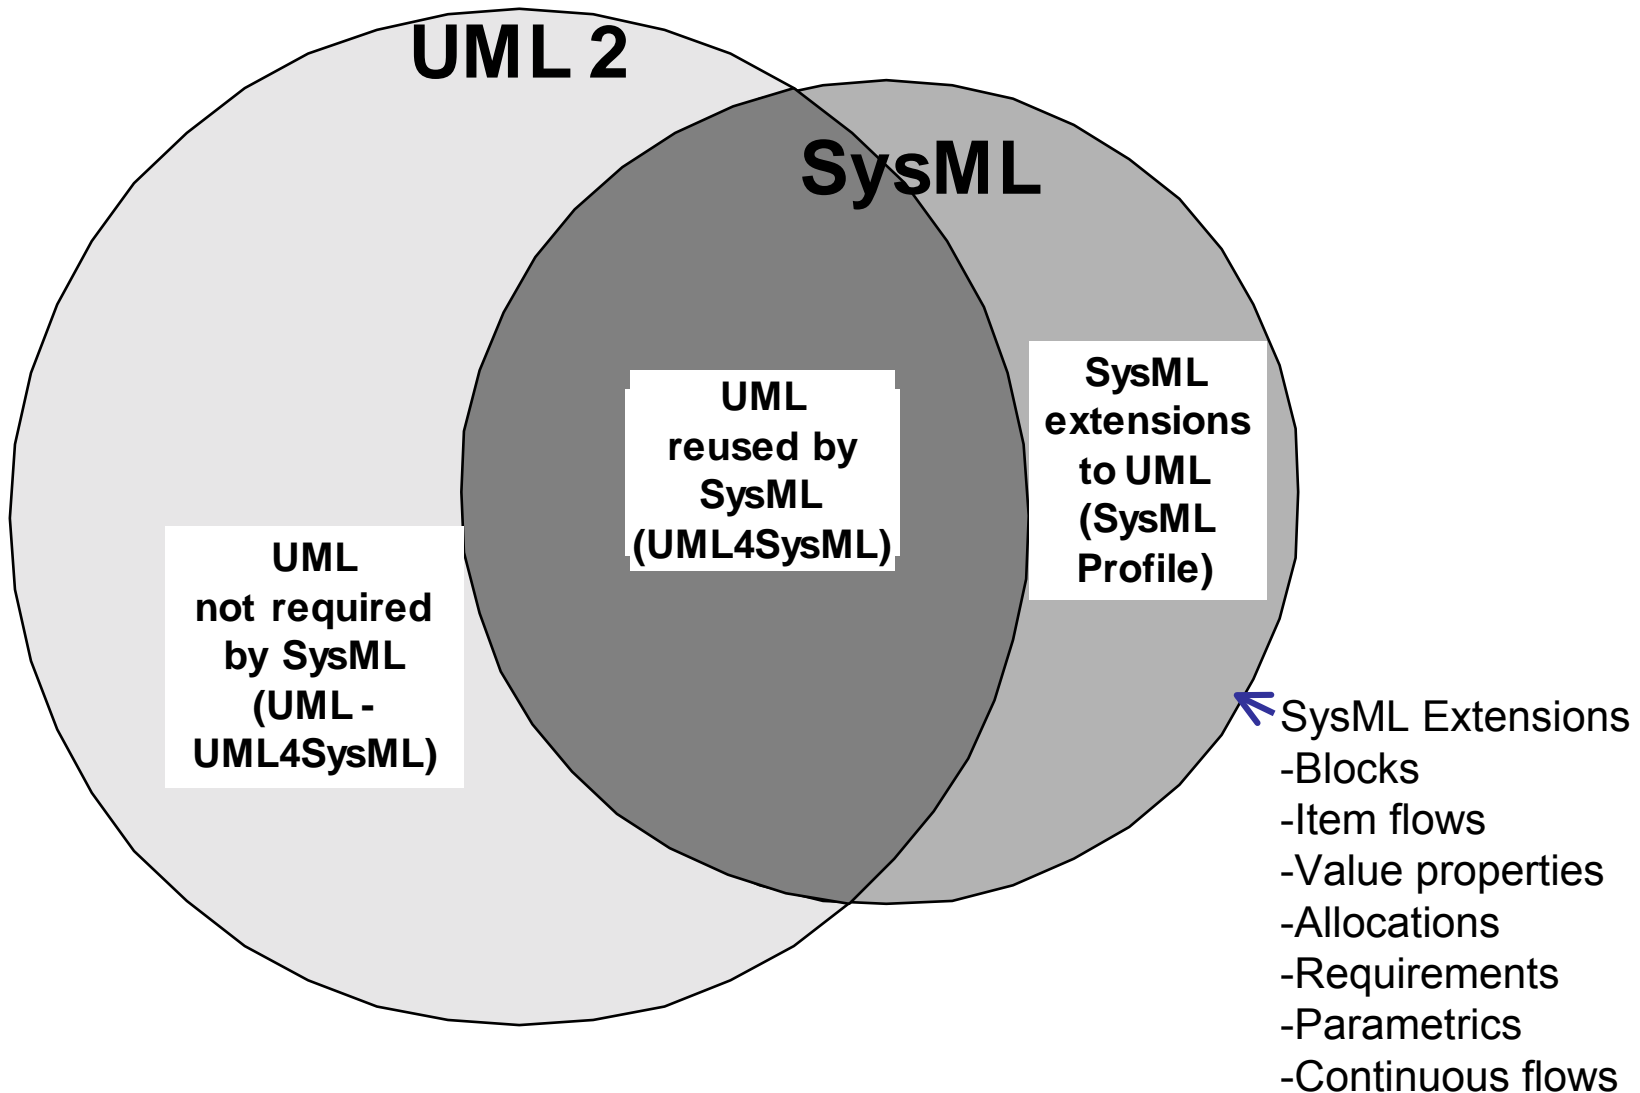 UML 2
SysML
UML
not required
by SysML
(UML -
UML4SysML)
UML
reused by
SysML
(UML4SysML)
SysML
extensions
to UML
(SysML
Profile)
SysML Extensions
-Blocks
-Item flows
-Value properties
-Allocations
-Requirements
-Parametrics
-Continuous flows